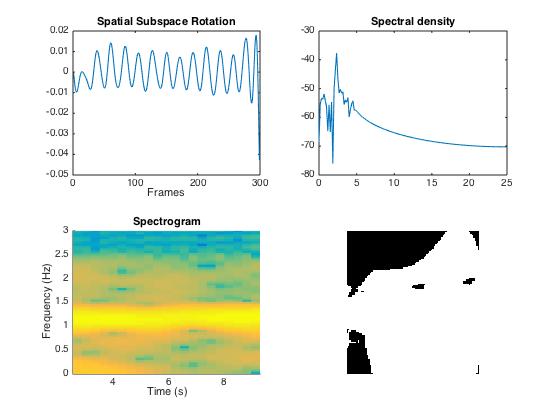 Spatial Subspace Rotation
0.02
0.01
0
-0.01
-0.02
-0.03
-0.04
-0.05
0 100 200 300
Frames
Spectral density
-30
-40
-50
-60
-70
-80
0 5 10 15 20 25
Spectrogram
3
2.5
2
1.5
1
0.5
0
Frequency (Hz)
4 6 8
Time (s)